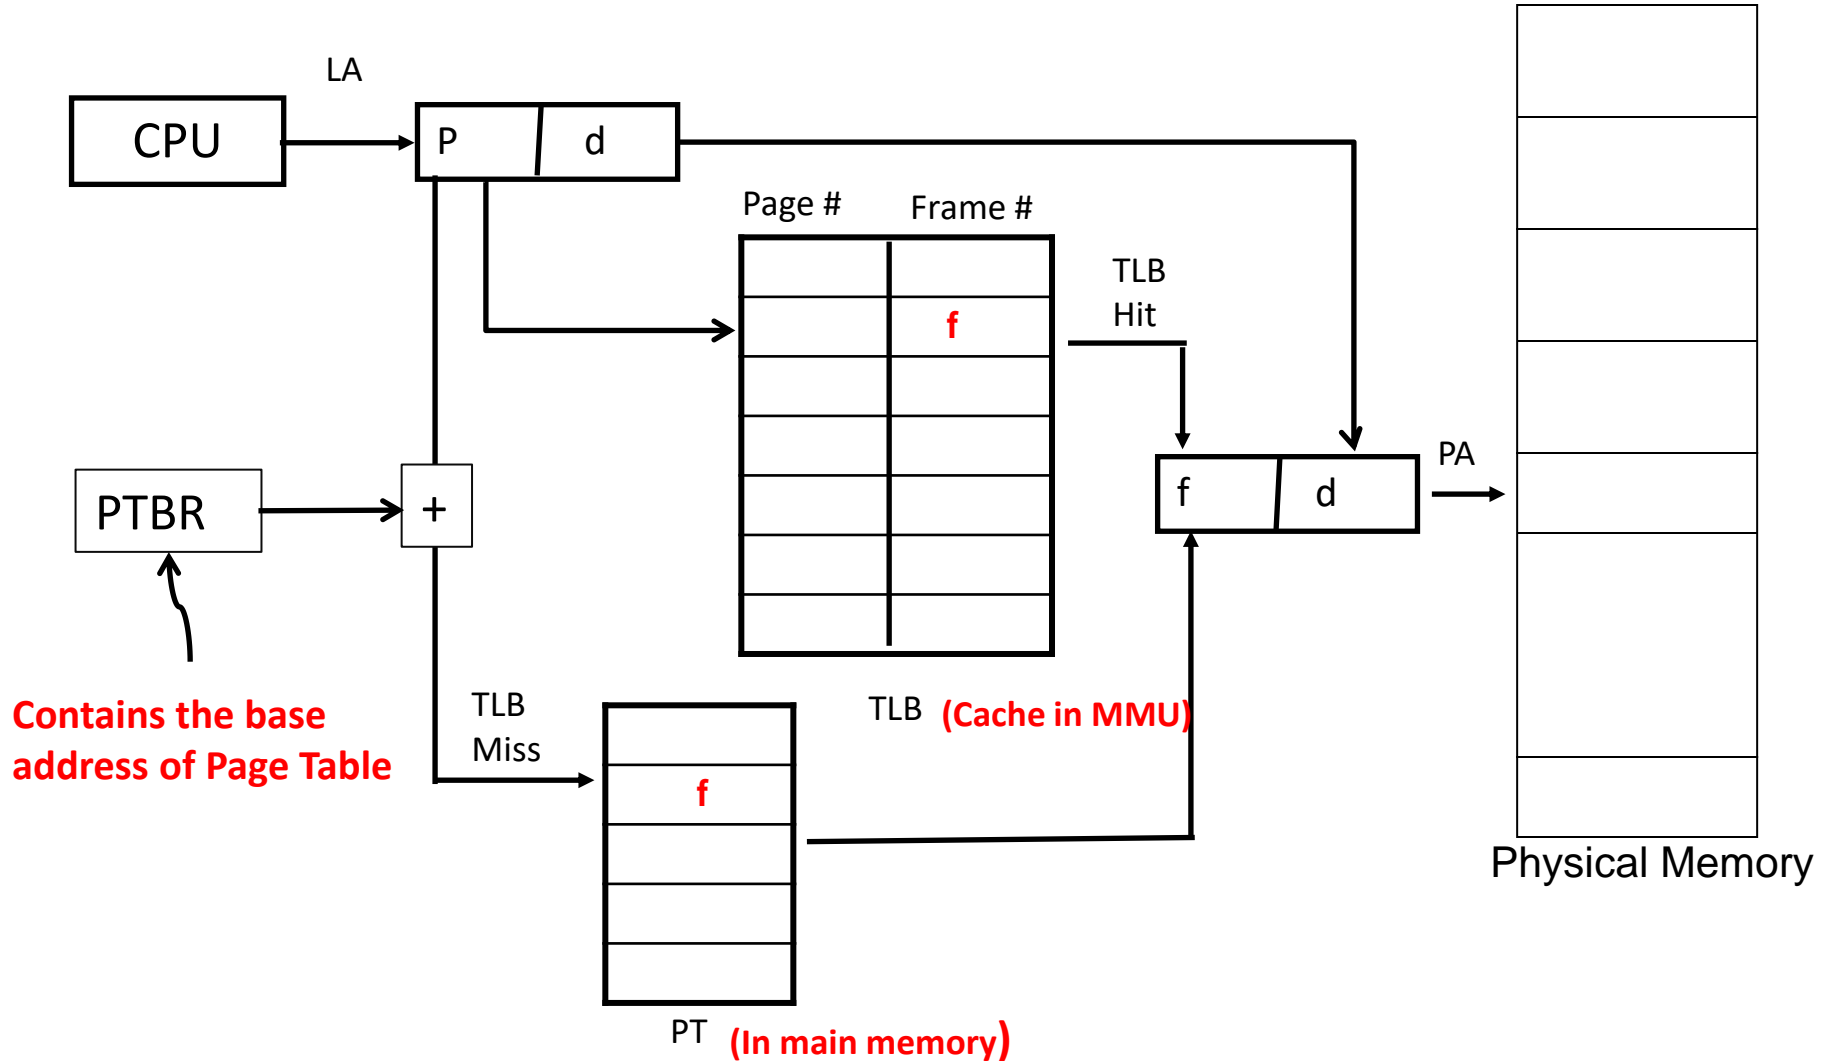 LA
CPU
P
d
Page #
Frame #
TLB
Hit
f
PTBR
+
f
d
PA
Contains the base
address of Page Table
TLB
Miss
TLB (Cache in MMU)
f
Physical Memory
PT (In main memory)